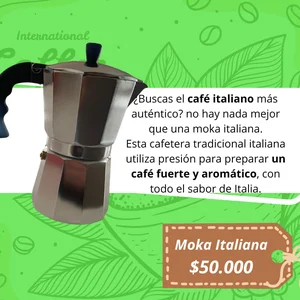 International
¿Buscas el café italiano más
auténtico? no hay nada mejor
que una moka italiana.
Esta cafetera tradicional italiana
utiliza presión para preparar un
café fuerte y aromático, con
todo el sabor de Italia.
Moka Italiana
$50.000